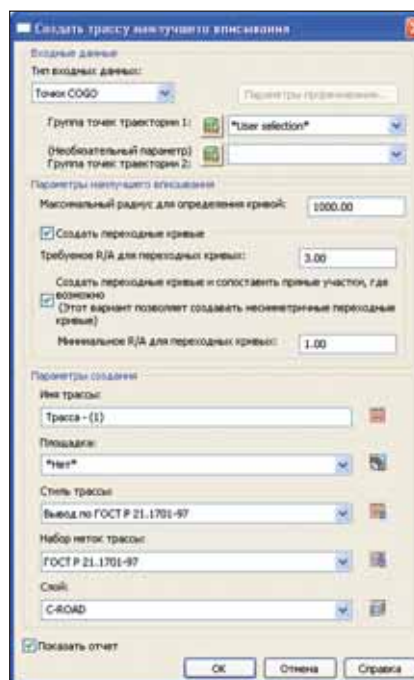 Создать трассу наилучшего вписывания
Входные данные
Тип входных данных:
Точек COGO
Параметры прореживания...
Группа точек траектории 1:
*User selection*
(Необязательный параметр)
Группа точек траектории 2:
Параметры наилучшего вписывания
Максимальный радиус для определения кривой:
1000.00
Создать переходные кривые
Требуемое R/A для переходных кривых:
3.00
Создать переходные кривые и сопоставить прямые участки, где
возможно
(Этот вариант позволяет создавать несимметричные переходные
кривые)
Минимальное R/A для переходных кривых:
1.00
Параметры создания
Имя трассы:
Трасса - (1)
Площадка:
*Нет*
Стиль трассы:
Вывод по ГОСТ Р 21.1701-97
Набор меток трассы:
ГОСТ Р 21.1701-97
Слой:
C-ROAD
Показать отчет
OK
Отмена
Справка